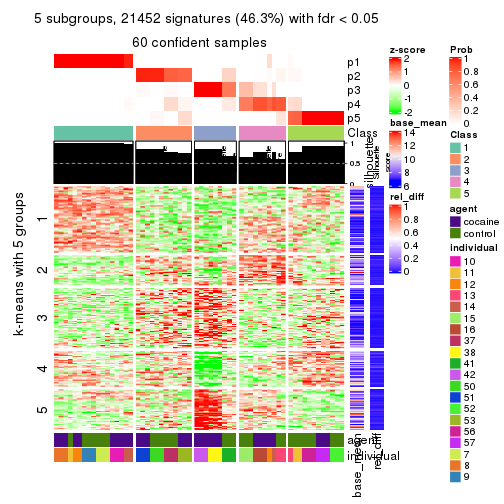 5 subgroups, 21452 signatures (46.3%) with fdr < 0.05
60 confident samples
p1
p2
p3
p4
p5
Class
1
0.5
0
silhouette
score
k-means with 5 groups
1
2
3
4
5
agent
individual
base_mean
rel_diff
z-score
2
1
0
-1
-2
base_mean
14
12
10
8
6
rel_diff
1
0.8
0.6
0.4
0.2
0
Prob
1
0.8
0.6
0.4
0.2
0
Class
1
2
3
4
5
agent
cocaine
control
individual
10
11
12
13
14
15
16
37
38
41
42
50
51
52
53
56
57
7
8
9